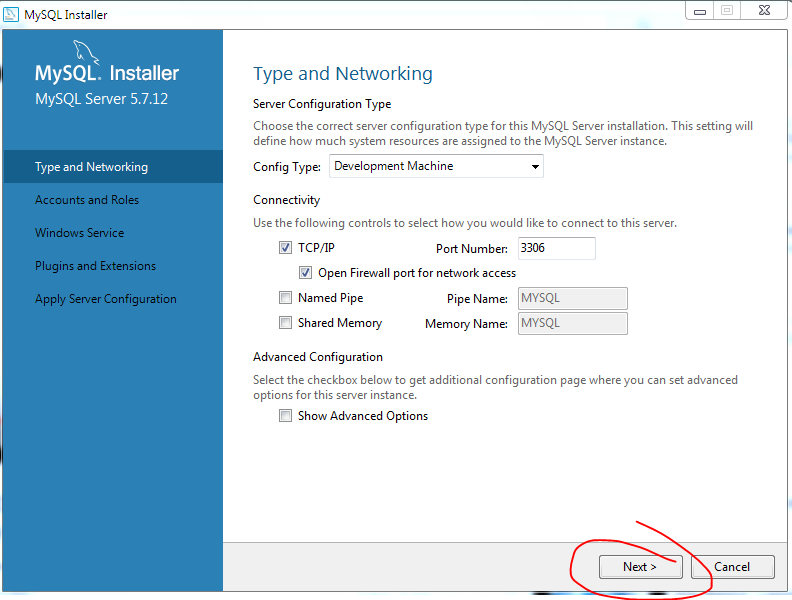 MySQL Installer
MySQL. Installer
MySQL Server 5.7.12
Type and Networking
Accounts and Roles
Windows Service
Plugins and Extensions
Apply Server Configuration
Type and Networking
Server Configuration Type
Choose the correct server configuration type for this MySQL Server installation. This setting will
define how much system resources are assigned to the MySQL Server instance.
Config Type: Development Machine
Connectivity
Use the following controls to select how you would like to connect to this server.
TCP/IP Port Number: 3306
Open Firewall port for network access
Named Pipe Pipe Name: MYSQL
Shared Memory Memory Name: MYSQL
Advanced Configuration
Select the checkbox below to get additional configuration page where you can set advanced
options for this server instance.
Show Advanced Options
Next > Cancel